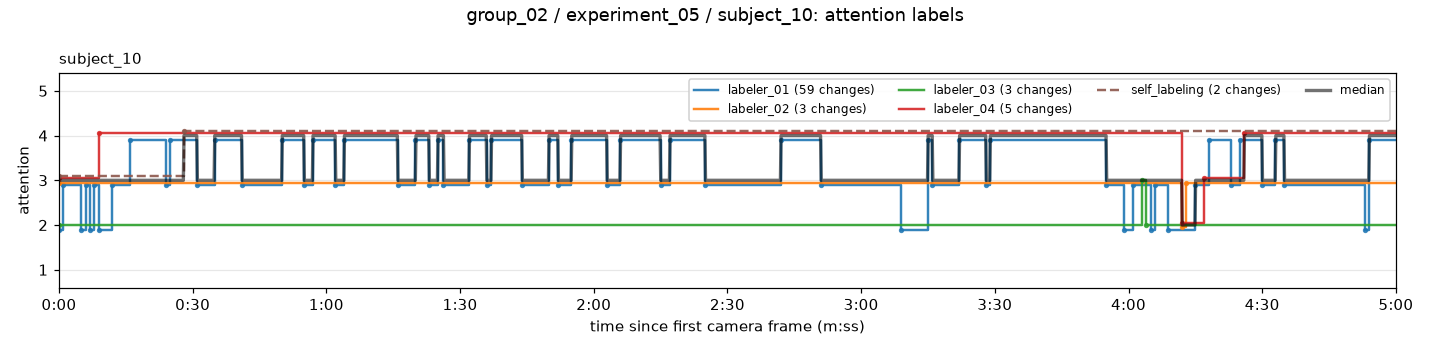 group_02 / experiment_05 / subject_10: attention labels
subject_10
labeler_01 (59 changes)
labeler_02 (3 changes)
labeler_03 (3 changes)
labeler_04 (5 changes)
self_labeling (2 changes)
median
attention
5
4
3
2
1
0:00 0:30 1:00 1:30 2:00 2:30 3:00 3:30 4:00 4:30 5:00
time since first camera frame (m:ss)